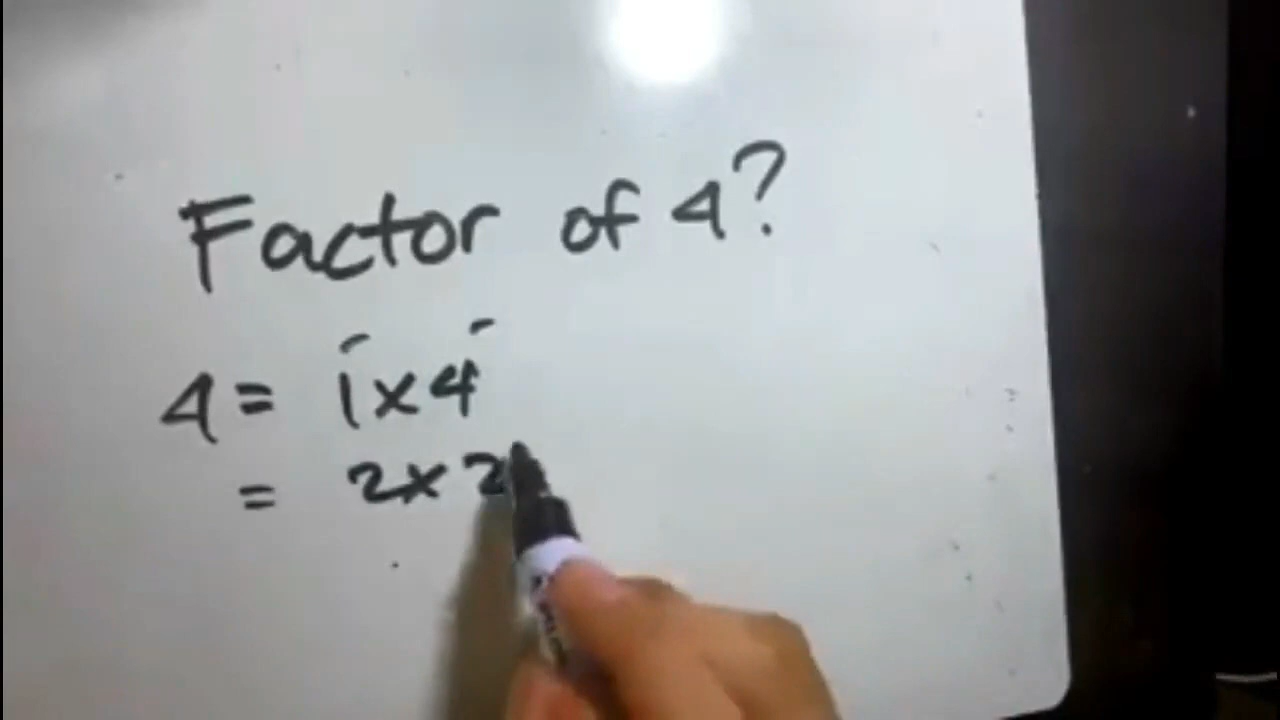 Factor of 4?
4 = 1x4
= 2x2